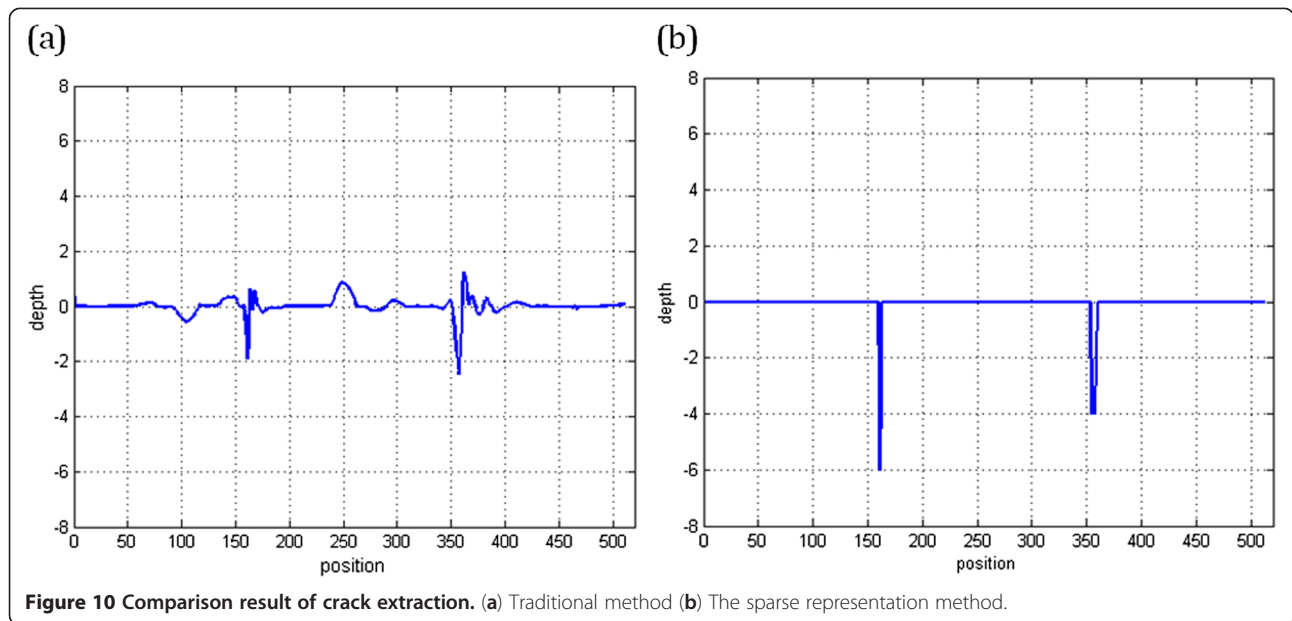 (a)
(b)
8
6
4
2
0
-2
-4
-6
-8
depth
0 50 100 150 200 250 300 350 400 450 500
position
8
6
4
2
0
-2
-4
-6
-8
depth
0 50 100 150 200 250 300 350 400 450 500
position
Figure 10 Comparison result of crack extraction. (a) Traditional method (b) The sparse representation method.